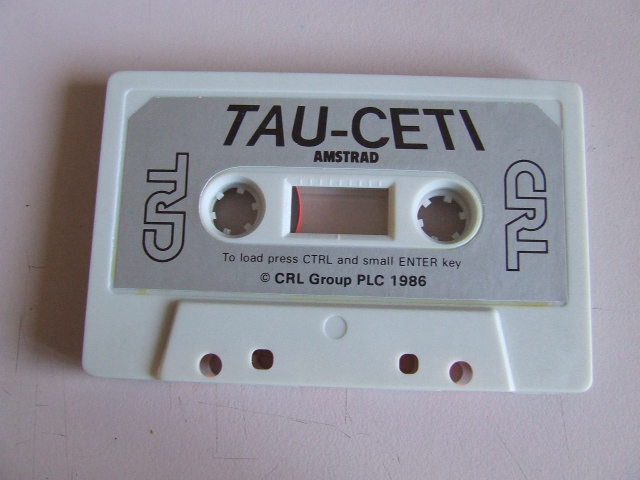 TAU-CETI
AMSTRAD
CRL
CRL
To load press CTRL and small ENTER key
© CRL Group PLC 1986